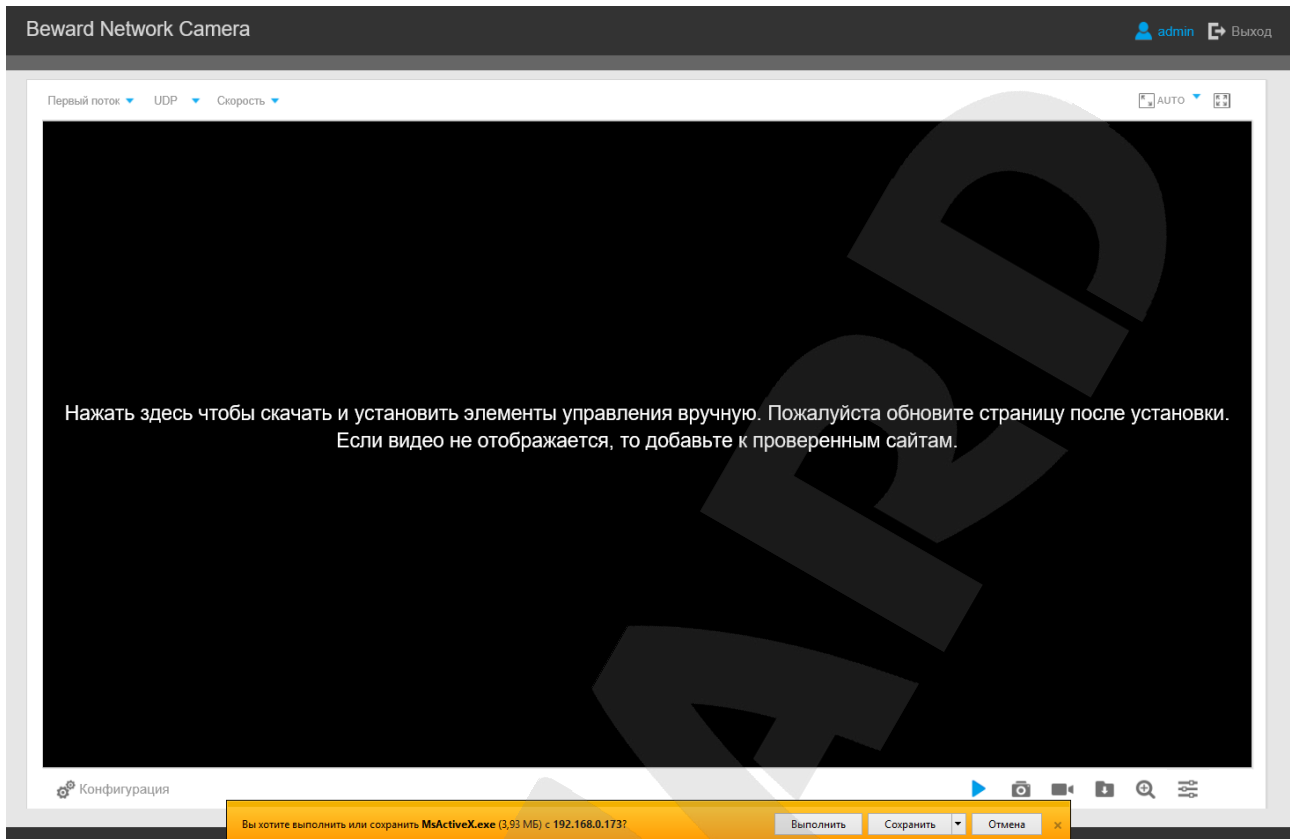 Beward Network Camera
admin Выход
Первый поток UDP Скорость AUTO
Нажать здесь чтобы скачать и установить элементы управления вручную. Пожалуйста обновите страницу после установки.
Если видео не отображается, то добавьте к проверенным сайтам.
Конфигурация
Вы хотите выполнить или сохранить MsActiveX.exe (3,93 МБ) с 192.168.0.173? Выполнить Сохранить Отмена ×
ARD